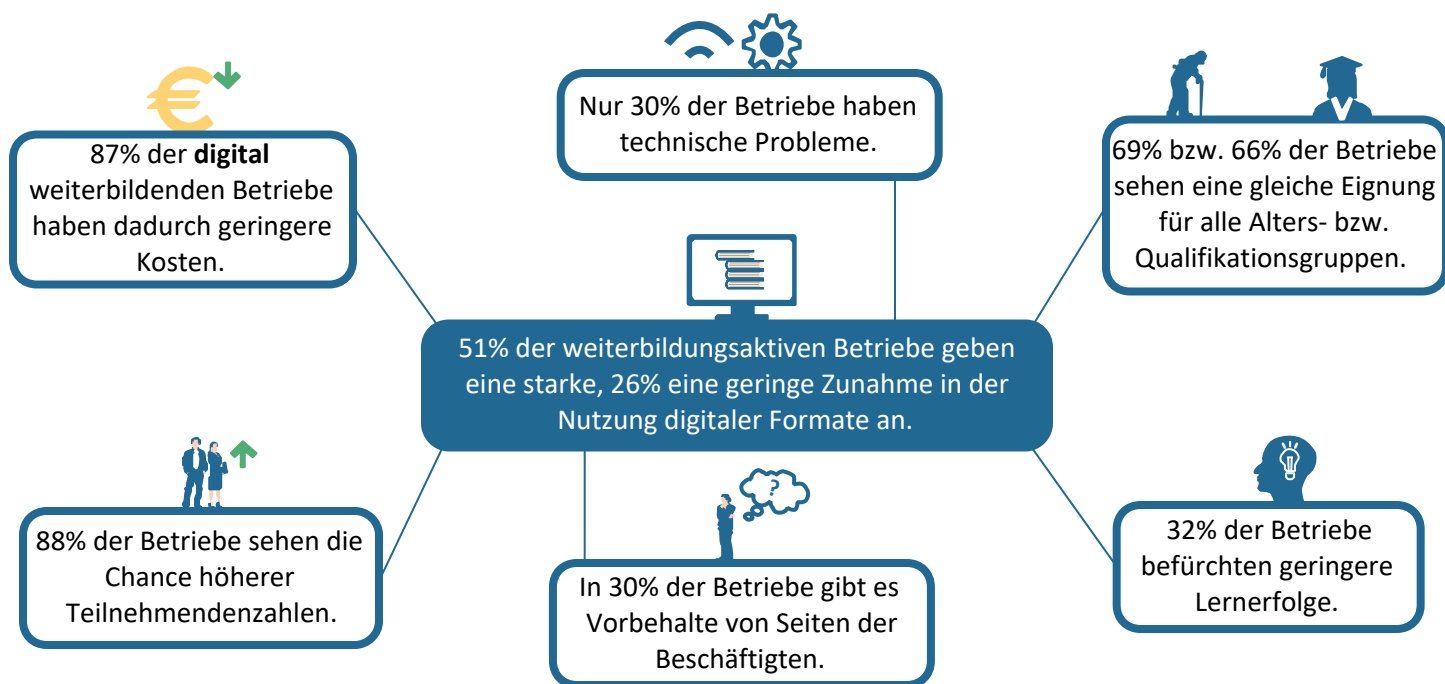 87% der digital
weiterbildenden Betriebe
haben dadurch geringere
Kosten.
Nur 30% der Betriebe haben
technische Probleme.
69% bzw. 66% der Betriebe
sehen eine gleiche Eignung
für alle Alters- bzw.
Qualifikationsgruppen.
51% der weiterbildungsaktiven Betriebe geben
eine starke, 26% eine geringe Zunahme in der
Nutzung digitaler Formate an.
88% der Betriebe sehen die
Chance höherer
Teilnehmendenzahlen.
?
In 30% der Betriebe gibt es
Vorbehalte von Seiten der
Beschäftigten.
32% der Betriebe
befürchten geringere
Lernerfolge.